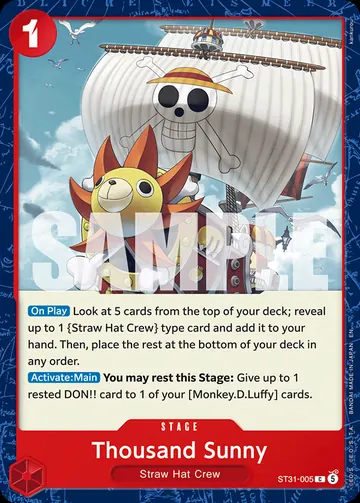 1
SAMPLE
On Play Look at 5 cards from the top of your deck; reveal
up to 1 {Straw Hat Crew} type card and add it to your
hand. Then, place the rest at the bottom of your deck in
any order.
Activate:Main You may rest this Stage: Give up to 1
rested DON!! card to 1 of your [Monkey.D.Luffy] cards.
STAGE
Thousand Sunny
Straw Hat Crew
ST31-005 C 5